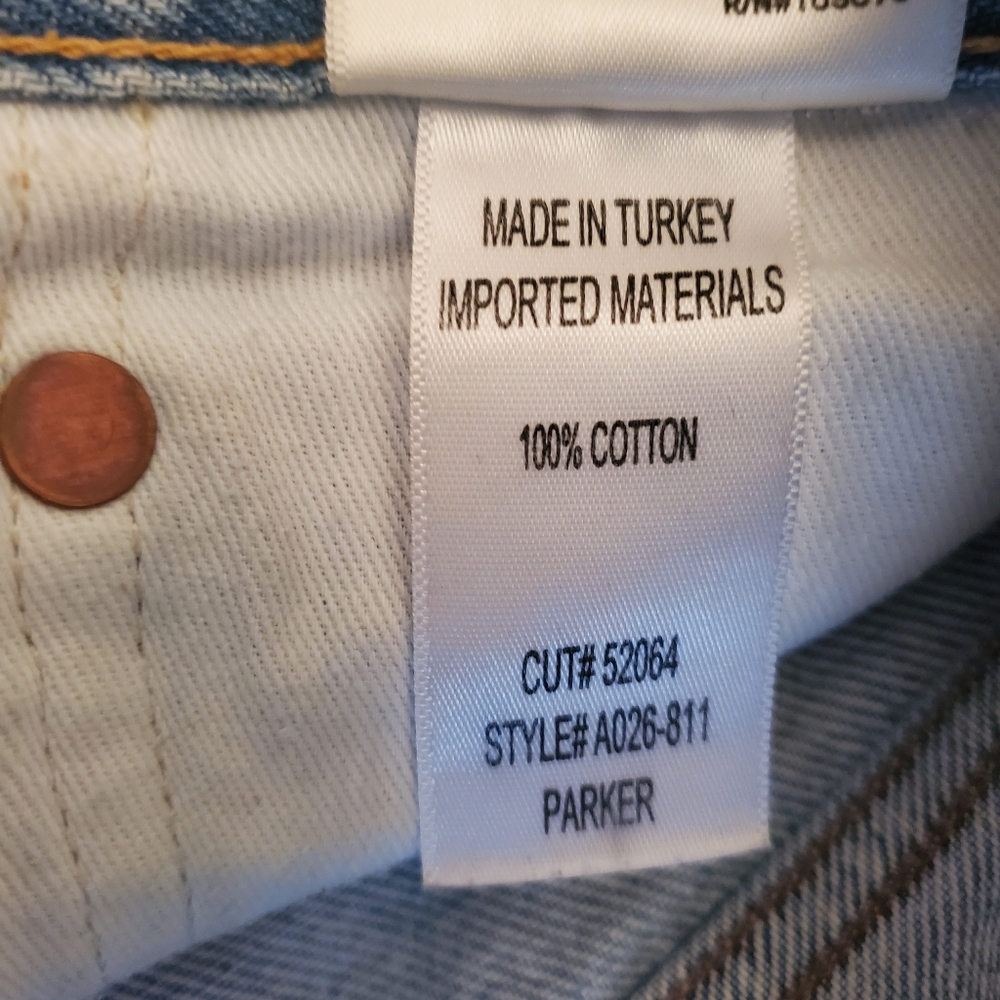 MADE IN TURKEY
IMPORTED MATERIALS
100% COTTON
CUT# 52064
STYLE# A026-811
PARKER